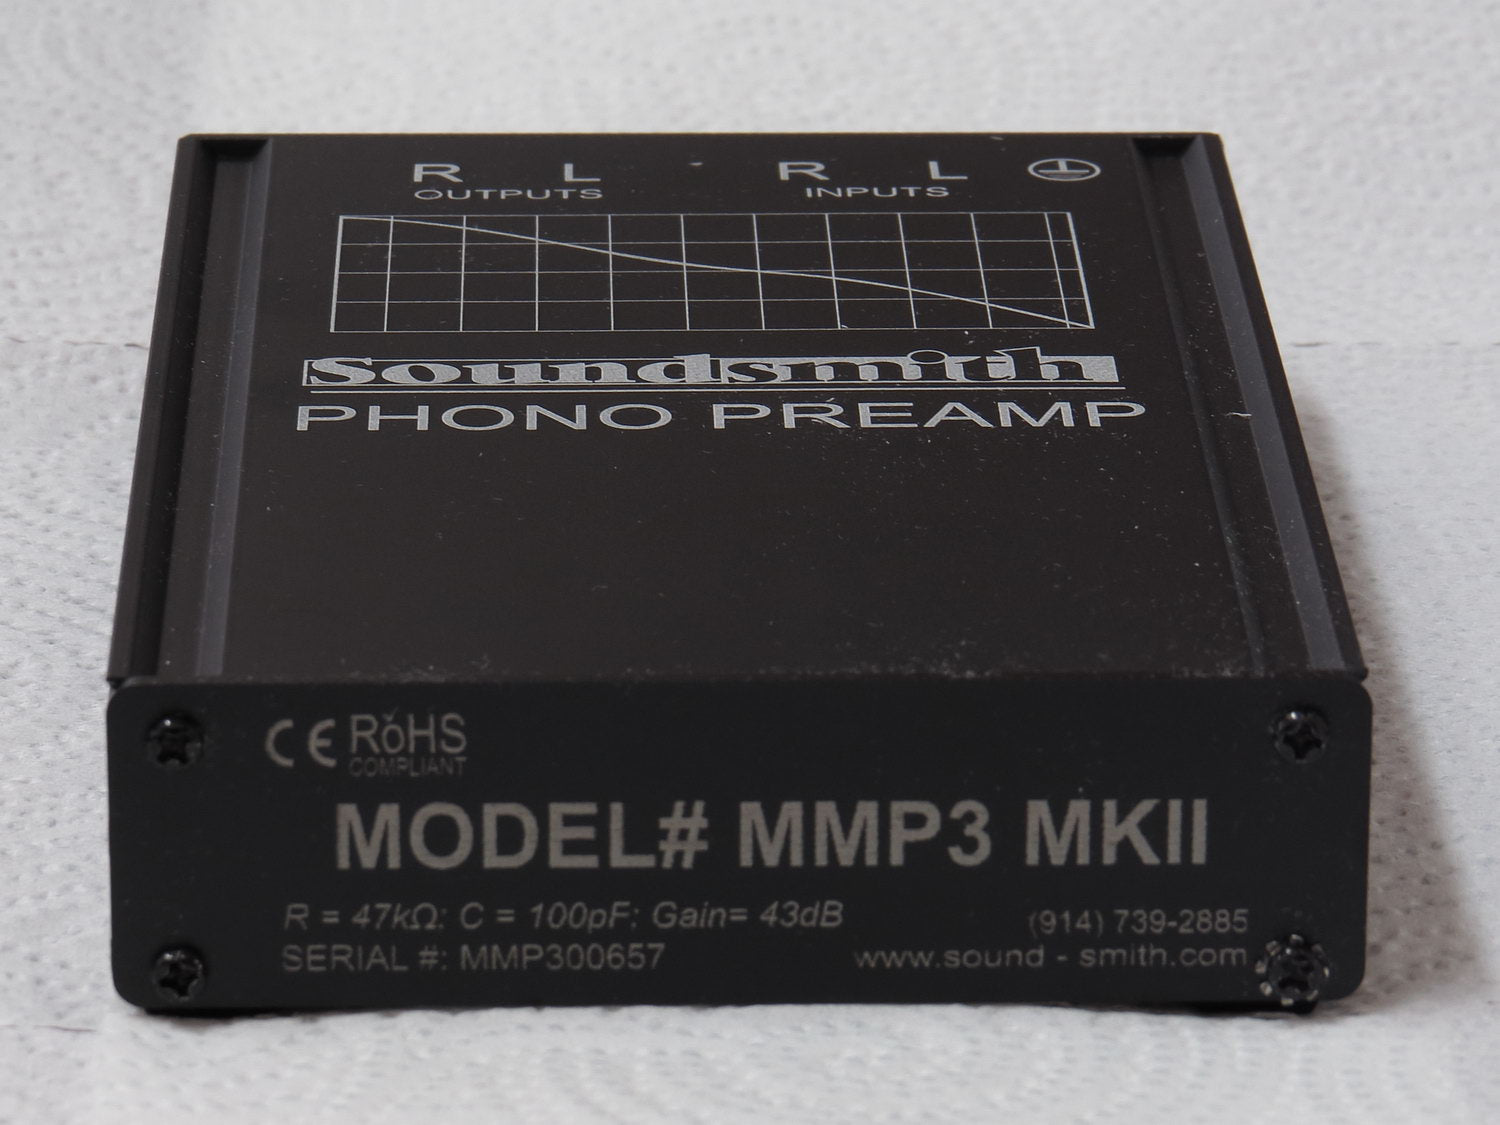 R L R L
OUTPUTS INPUTS
Soundsmith
PHONO PREAMP
CE RoHS
COMPLIANT
MODEL# MMP3 MKII
R = 47kΩ: C = 100pF: Gain= 43dB (914) 739-2885
SERIAL #: MMP300657 www.sound - smith.com